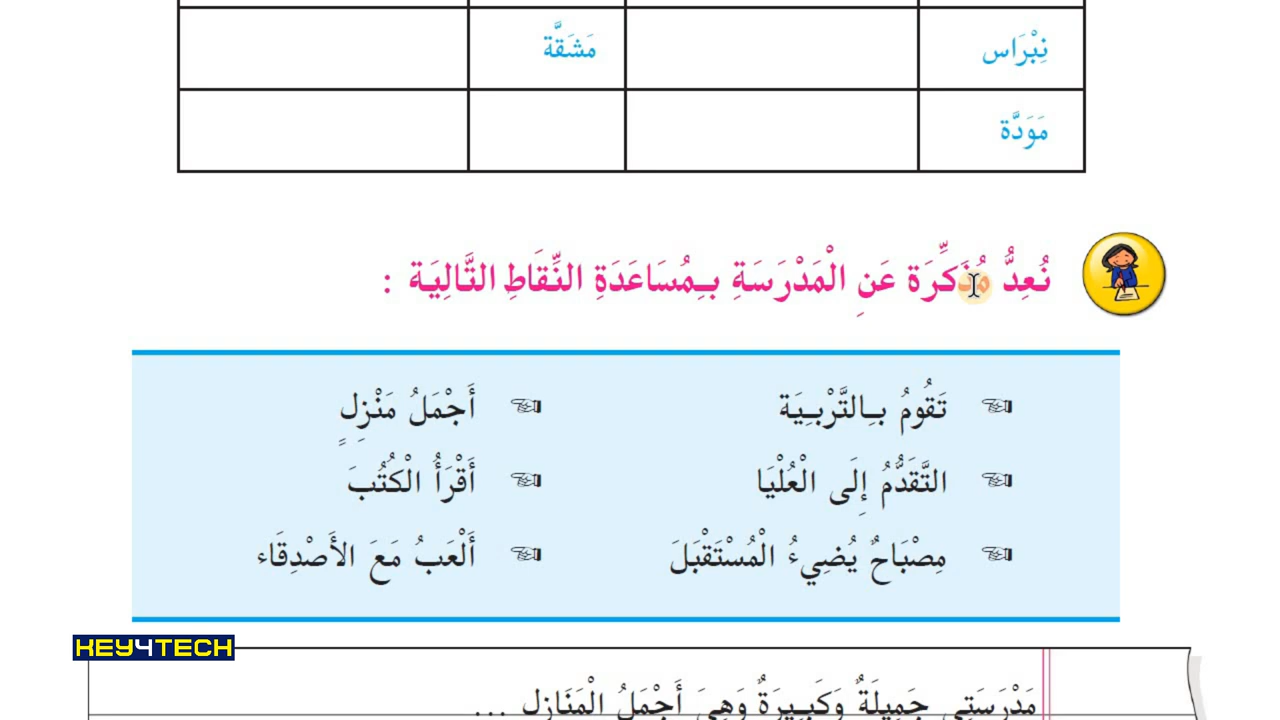 نِبْرَاس مَشَقَّة
مَوَدَّة
نُعِدُّ مُذَكِّرَة عَنِ الْمَدْرَسَةِ بِمُسَاعَدَةِ النِّقَاطِ التَّالِيَة :
تَقُومُ بِالتَّرْبِيَة أَجْمَلُ مَنْزِلٍ
التَّقَدُّمُ إِلَى الْعُلْيَا أَقْرَأُ الْكُتُبَ
مِصْبَاحٌ يُضِيءُ الْمُسْتَقْبَلَ أَلْعَبُ مَعَ الأَصْدِقَاء
KEY4TECH
مَدْرَسَتِي جَمِيلَةٌ وَكَبِيرَةٌ وَهِيَ أَجْمَلُ الْمَنَازِلِ ...